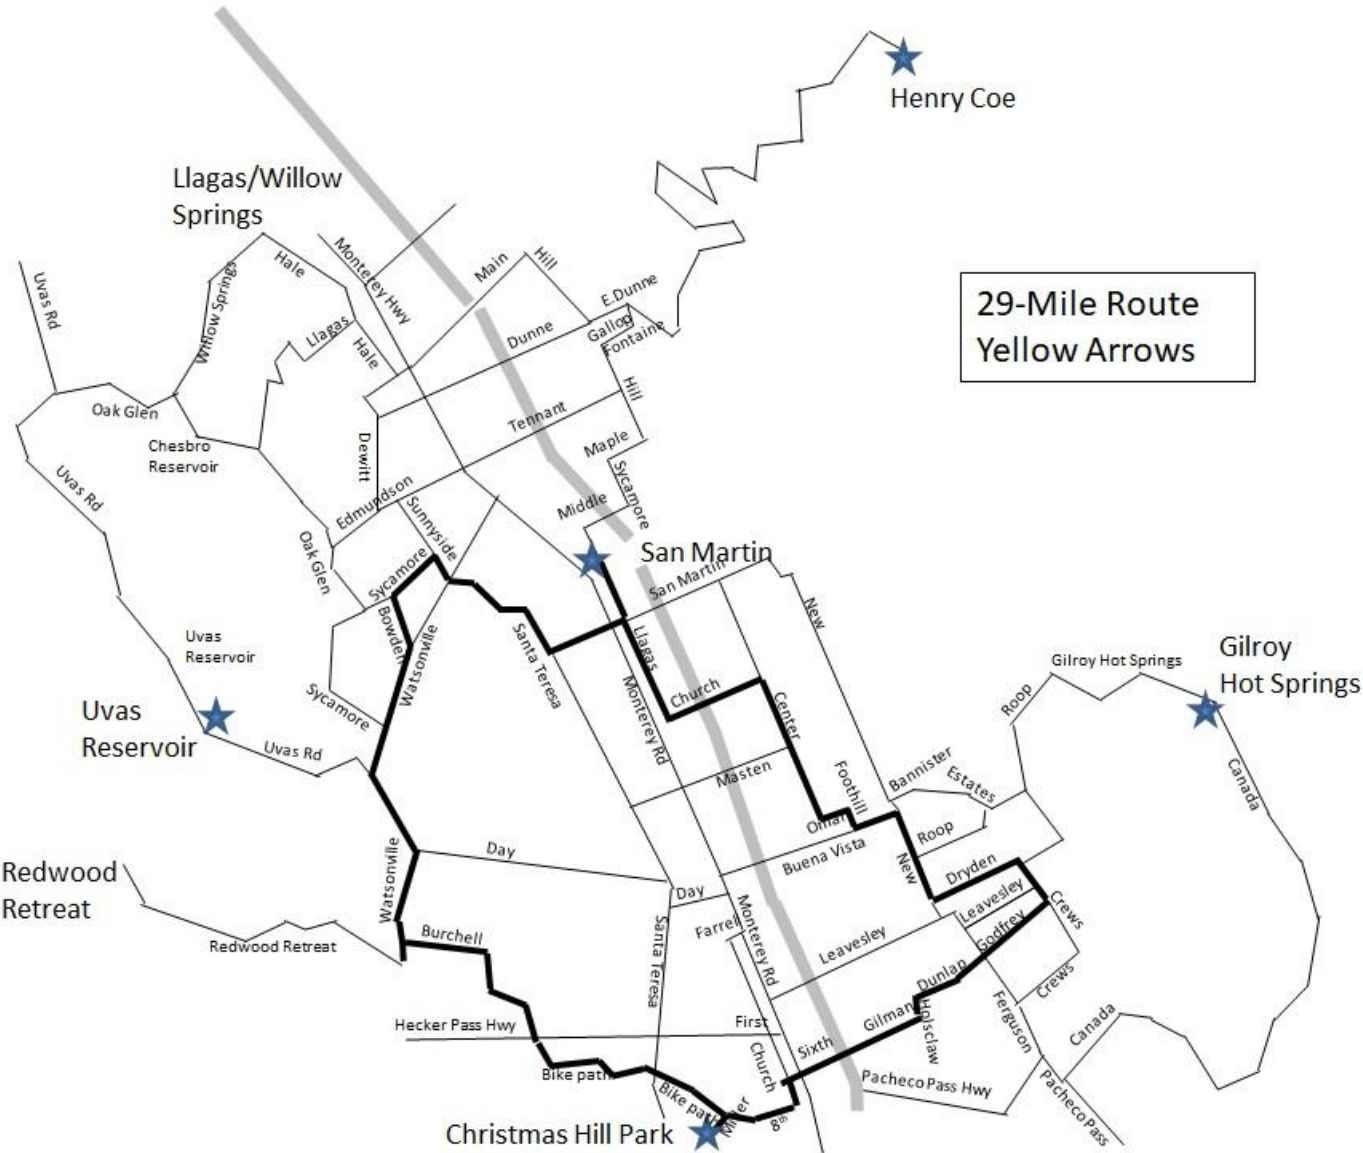 Henry Coe
Llagas/Willow
Springs
Monterey Hwy
Hale
Main
Hill
Uvas Rd
Willow Springs
E.Dunne
29-Mile Route
Yellow Arrows
Llagas
Dunne
Gallop
Fontaine
Hale
Hill
Oak Glen
Tennant
Chesbro
Reservoir
Dewitt
Maple
Uvas Rd
Edmundson
Sycamore
Sunnyside
Middle
Oak Glen
San Martin
Sycamore
San Martin
New
Bowden
Uvas
Reservoir
Watsonville
Santa Teresa
Llagas
Gilroy
Hot Springs
Gilroy Hot Springs
Roop
Sycamore
Monterey Rd
Church
Center
Uvas
Reservoir
Uvas Rd
Masten
Foothill
Bannister
Estates
Canada
Omar
Roop
Day
Buena Vista
New
Dryden
Redwood
Retreat
Watsonville
Day
Leavesley
Crews
Monterey Rd
Farrel
Santa Teresa
Godfrey
Burchell
Redwood Retreat
Leavesley
Dunlap
Crews
Hecker Pass Hwy
First
Gilman
Holsclaw
Ferguson
Canada
Sixth
Church
Bike path
Bike path
Miller
Pacheco Pass Hwy
Pacheco Pass
8th
Christmas Hill Park